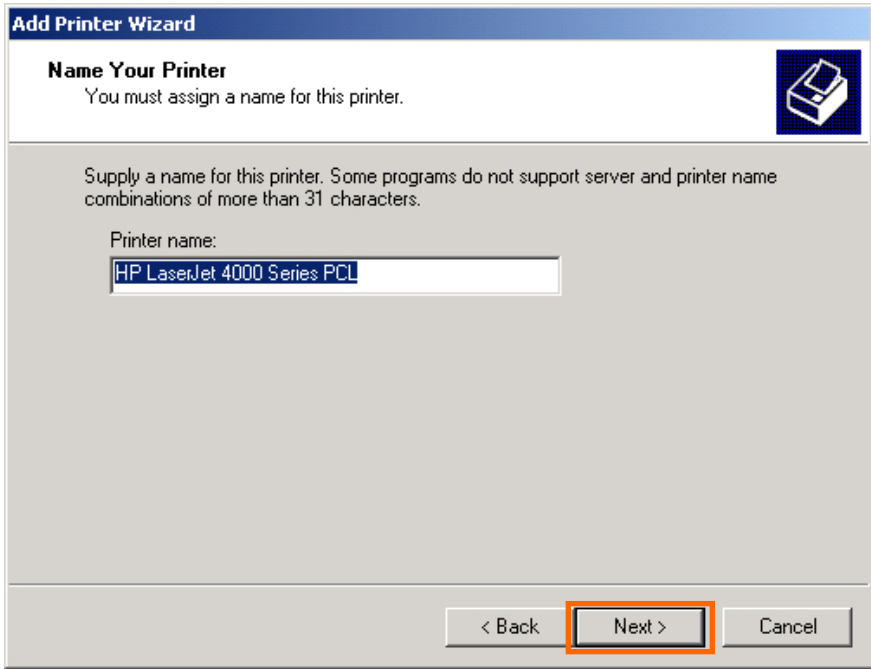 Add Printer Wizard
Name Your Printer
You must assign a name for this printer.
Supply a name for this printer. Some programs do not support server and printer name
combinations of more than 31 characters.
Printer name:
HP LaserJet 4000 Series PCL
< Back
Next >
Cancel